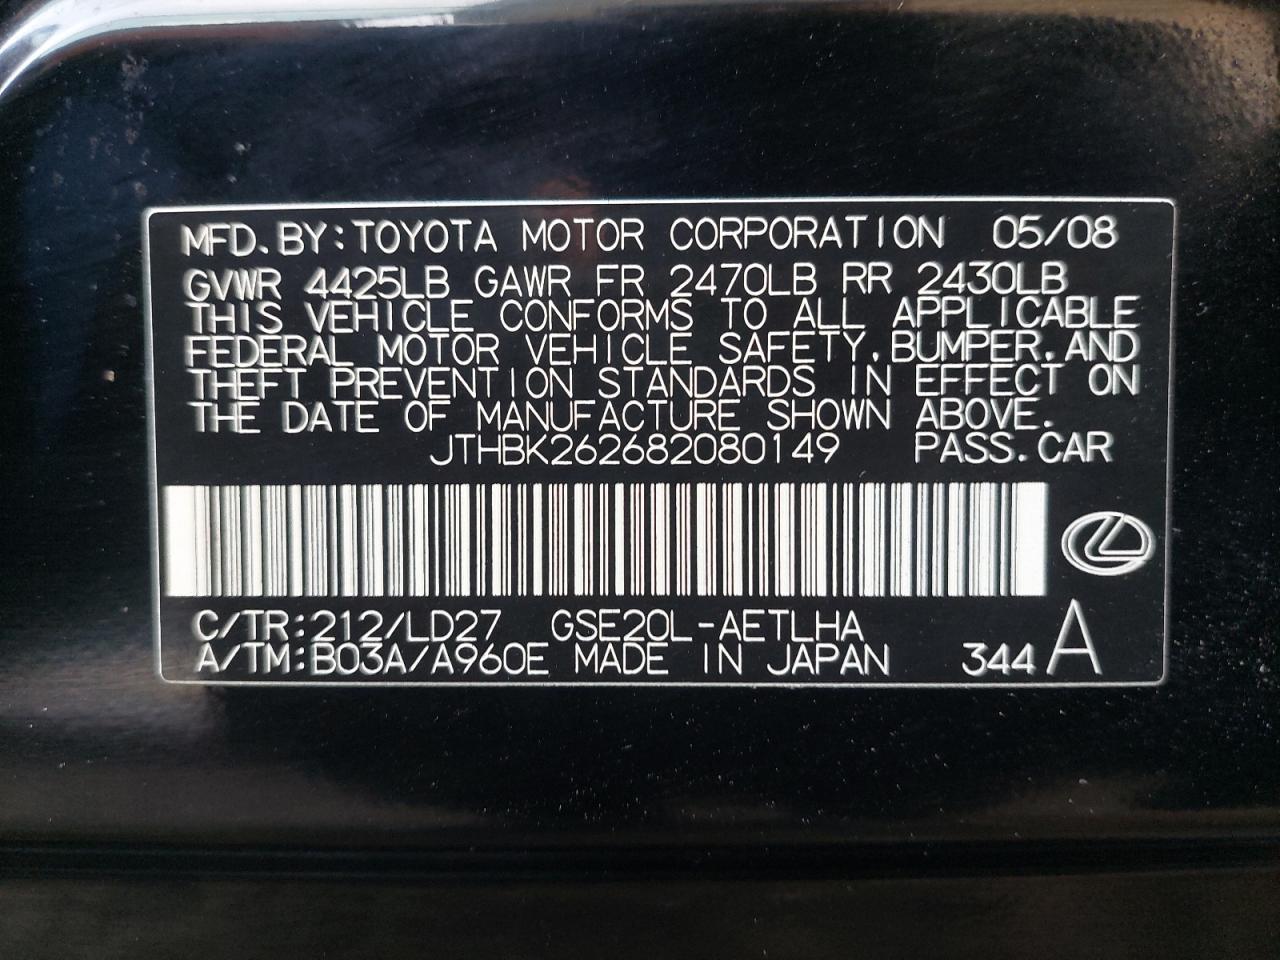 MFD. BY: TOYOTA MOTOR CORPORATION 05/08
GVWR 4425LB GAWR FR 2470LB RR 2430LB
THIS VEHICLE CONFORMS TO ALL APPLICABLE
FEDERAL MOTOR VEHICLE SAFETY, BUMPER, AND
THEFT PREVENTION STANDARDS IN EFFECT ON
THE DATE OF MANUFACTURE SHOWN ABOVE.
JTHBK262682080149 PASS. CAR
C/TR: 212/LD27 GSE20L-AETLHA
A/TM: B03A/A960E MADE IN JAPAN 344 A